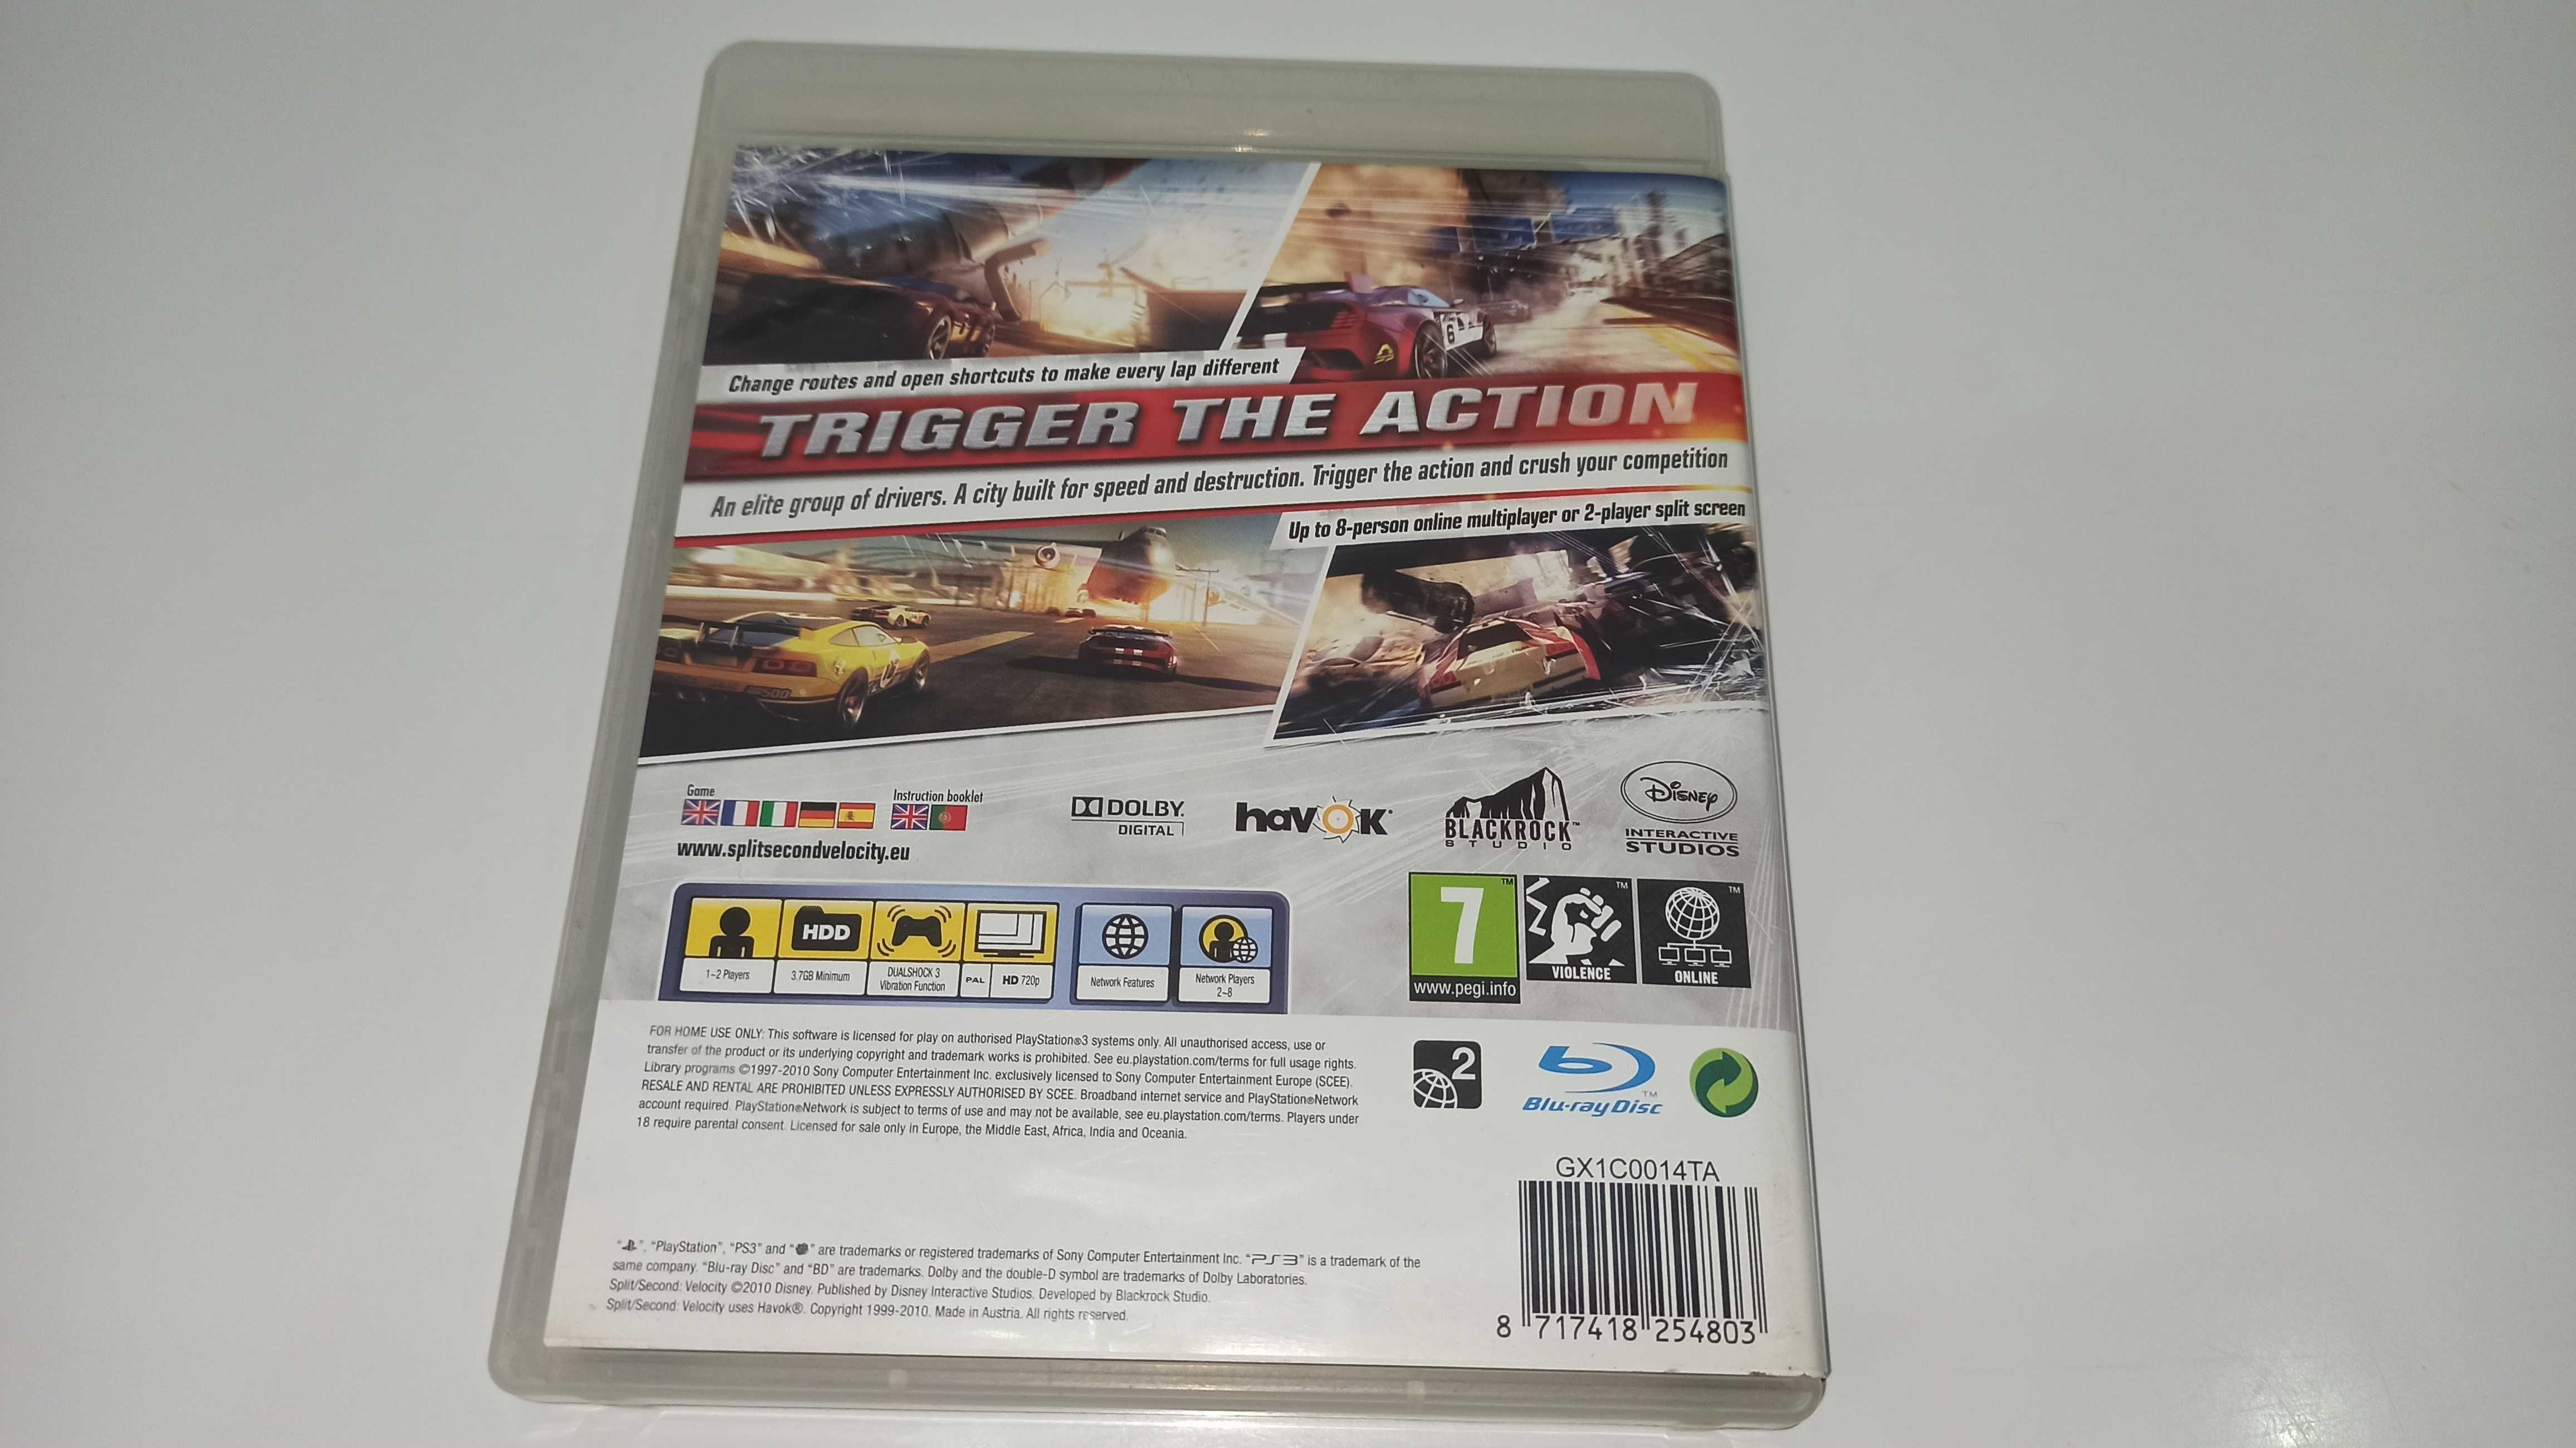 Change routes and open shortcuts to make every lap different
TRIGGER THE ACTION
An elite group of drivers. A city built for speed and destruction. Trigger the action and crush your competition
Up to 8-person online multiplayer or 2-player split screen
6
500
Game
Instruction booklet
www.splitsecondvelocity.eu
DOLBY
DIGITAL
havok
BLACKROCK™
STUDIO
Disney
INTERACTIVE
STUDIOS
HDD
1-2 Players
3.7GB Minimum
DUALSHOCK 3
Vibration Function
PAL
HD 720p
Network Features
Network Players
2-8
7
www.pegi.info
VIOLENCE
ONLINE
FOR HOME USE ONLY: This software is licensed for play on authorised PlayStation®3 systems only. All unauthorised access, use or
transfer of the product or its underlying copyright and trademark works is prohibited. See eu.playstation.com/terms for full usage rights.
Library programs ©1997-2010 Sony Computer Entertainment Inc. exclusively licensed to Sony Computer Entertainment Europe (SCEE).
RESALE AND RENTAL ARE PROHIBITED UNLESS EXPRESSLY AUTHORISED BY SCEE. Broadband internet service and PlayStation®Network
account required. PlayStation®Network is subject to terms of use and may not be available, see eu.playstation.com/terms. Players under
18 require parental consent. Licensed for sale only in Europe, the Middle East, Africa, India and Oceania.
2
Blu-ray Disc™
GX1C0014TA
8 717418 254803
"", "PlayStation", "PS3" and "" are trademarks or registered trademarks of Sony Computer Entertainment Inc. "PS3" is a trademark of the
same company. "Blu-ray Disc" and "BD" are trademarks. Dolby and the double-D symbol are trademarks of Dolby Laboratories.
Split/Second: Velocity ©2010 Disney. Published by Disney Interactive Studios. Developed by Blackrock Studio.
Split/Second: Velocity uses Havok®. Copyright 1999-2010. Made in Austria. All rights reserved.